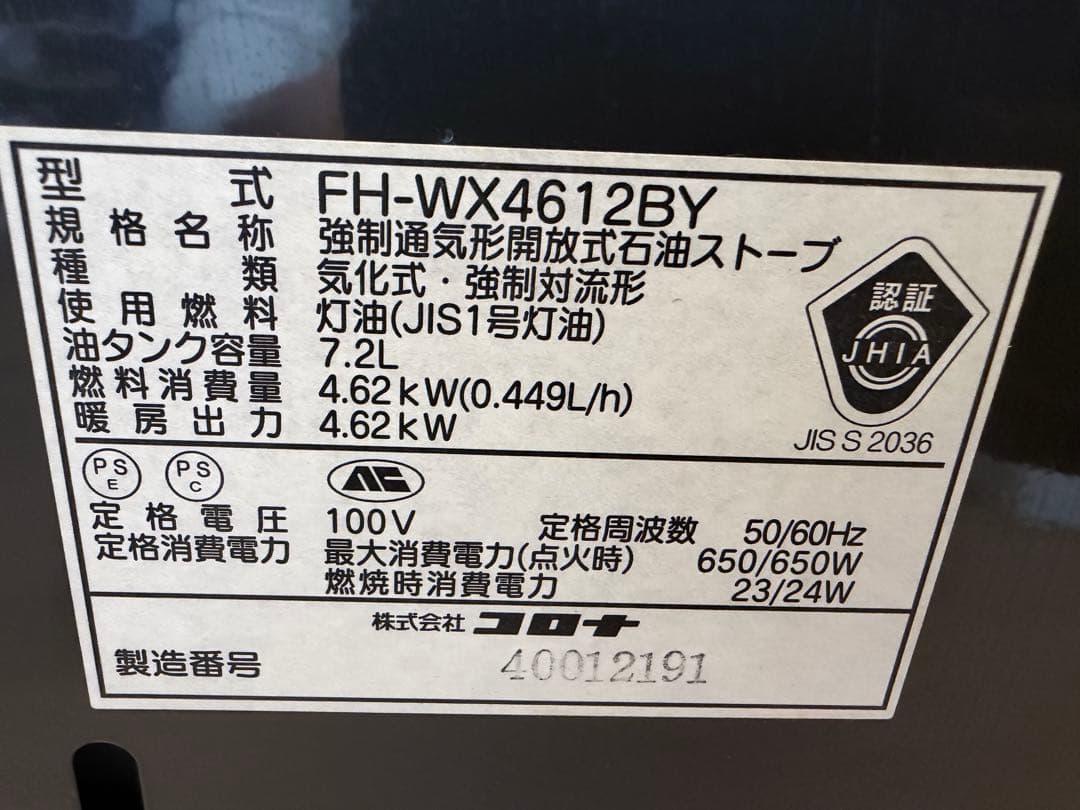 型式 FH-WX4612BY
規格名称 強制通気形開放式石油ストーブ
種類 気化式・強制対流形
使用燃料 灯油(JIS1号灯油)
油タンク容量 7.2L
燃料消費量 4.62kW(0.449L/h)
暖房出力 4.62kW
認証
JHIA
JIS S 2036
PS E PS C
定格電圧 100V 定格周波数 50/60Hz
定格消費電力 最大消費電力(点火時) 650/650W
燃焼時消費電力 23/24W
株式会社 コロナ
製造番号 40012191